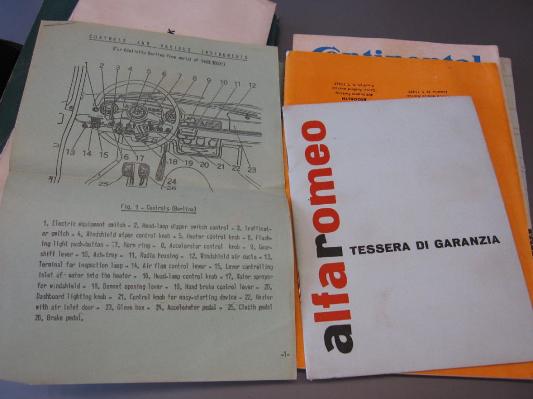 CONTROLS AND VARIOUS INSTRUMENTS
Fig. 1 - Controls (Berlina)
1. Electric equipment switch - 2. Head-lamp dipper switch control - 3. Traffica-
tor switch - 4. Windshield wiper control knob - 5. Heater control knob - 6. Flash-
ing light push-button - 7. Horn ring - 8. Accelerator control knob - 9. Gear-
shift lever - 10. Ash-tray - 11. Radio housing - 12. Windshield air ducts - 13.
Terminal for inspection lamp - 14. Air flow control lever - 15. Lever controlling
inlet of water into the heater - 16. Head-lamp control knob - 17. Water sprayer
for windshield - 18. Bonnet opening lever - 19. Hand brake control lever - 20.
Dashboard lighting knob - 21. Control knob for easy-starting device - 22. Heater
with air inlet door - 23. Glove box - 24. Accelerator pedal - 25. Clutch pedal
26. Brake pedal.
-1-
2 3 4 5 6 7 8 9 10 11 12
13 14 15 16 17 18 19 20 21 22 23
25 26 24
Continental
BROOKLYN
alfaromeo
TESSERA DI GARANZIA